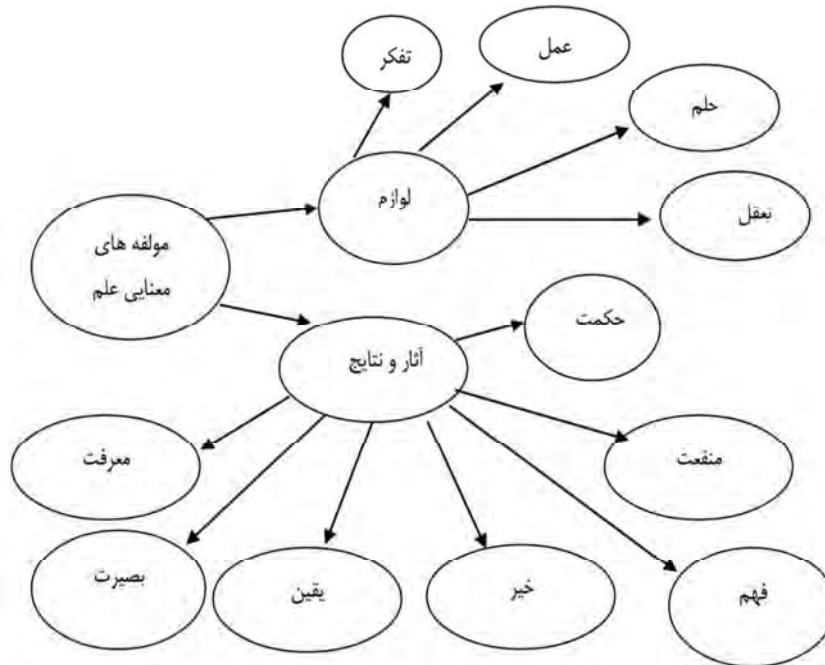 تفکر
عمل
حلم
تعقل
لوازم
مولفه های
معنایی علم
حکمت
آثار و نتایج
منفعت
معرفت
فهم
خیر
یقین
بصیرت